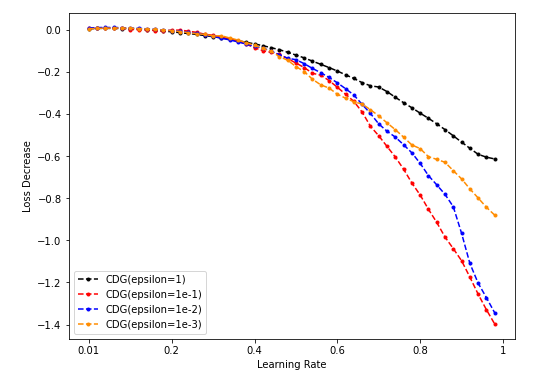 0.0
−0.2
−0.4
−0.6
−0.8
−1.0
−1.2
−1.4
Loss Decrease
CDG(epsilon=1)
CDG(epsilon=1e-1)
CDG(epsilon=1e-2)
CDG(epsilon=1e-3)
0.01 0.2 0.4 0.6 0.8 1
Learning Rate